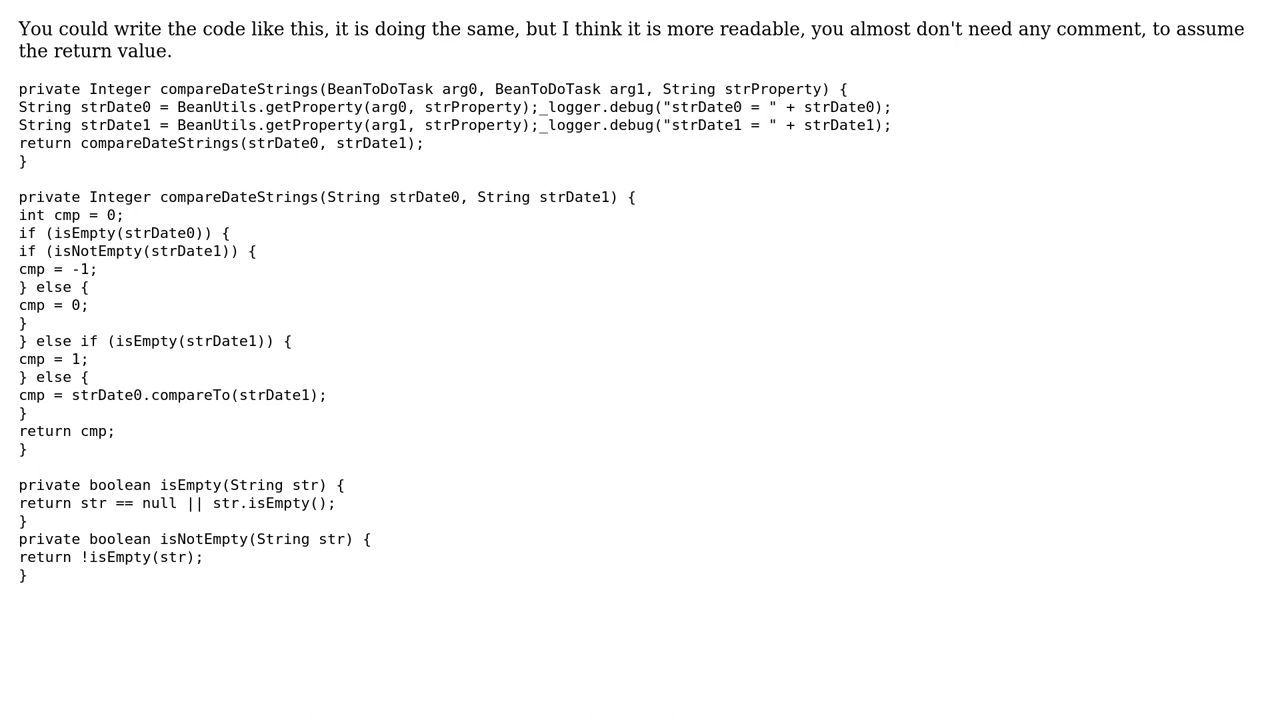 You could write the code like this, it is doing the same, but I think it is more readable, you almost don't need any comment, to assume
the return value.
private Integer compareDateStrings(BeanToDoTask arg0, BeanToDoTask arg1, String strProperty) {
String strDate0 = BeanUtils.getProperty(arg0, strProperty);_logger.debug("strDate0 = " + strDate0);
String strDate1 = BeanUtils.getProperty(arg1, strProperty);_logger.debug("strDate1 = " + strDate1);
return compareDateStrings(strDate0, strDate1);
}
private Integer compareDateStrings(String strDate0, String strDate1) {
int cmp = 0;
if (isEmpty(strDate0)) {
if (isNotEmpty(strDate1)) {
cmp = -1;
} else {
cmp = 0;
}
} else if (isEmpty(strDate1)) {
cmp = 1;
} else {
cmp = strDate0.compareTo(strDate1);
}
return cmp;
}
private boolean isEmpty(String str) {
return str == null || str.isEmpty();
}
private boolean isNotEmpty(String str) {
return !isEmpty(str);
}